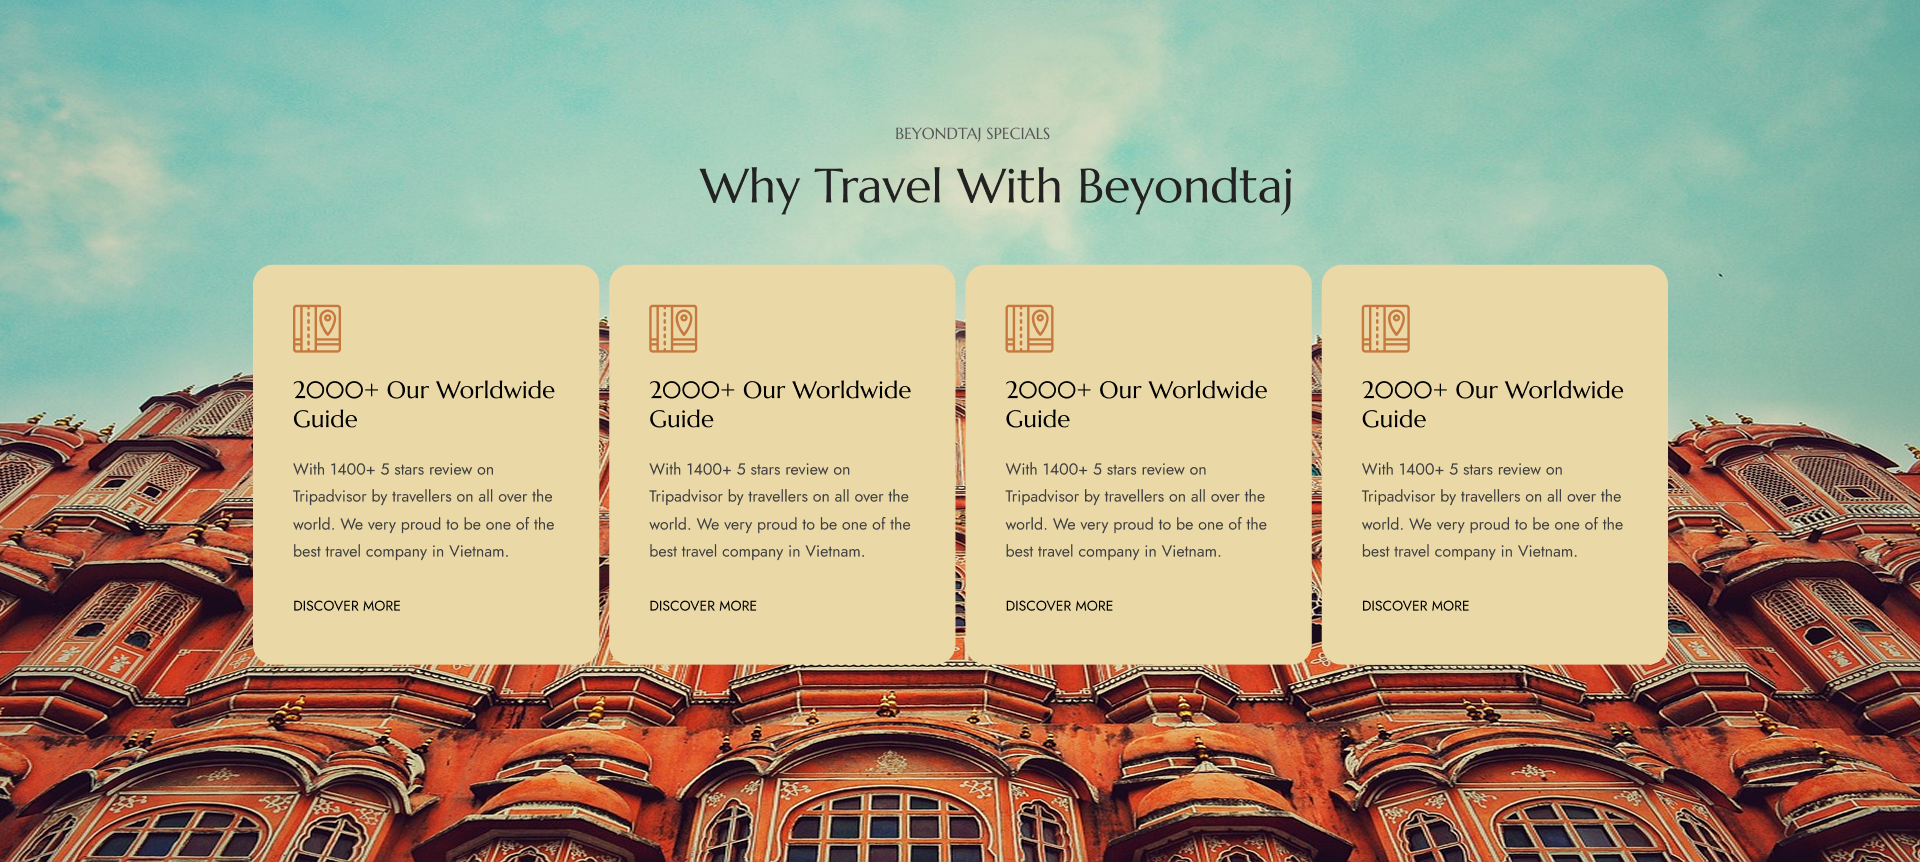 BEYONDTAJ SPECIALS
Why Travel With Beyondtaj
2000+ Our Worldwide
Guide
With 1400+ 5 stars review on
Tripadvisor by travellers on all over the
world. We very proud to be one of the
best travel company in Vietnam.
DISCOVER MORE
2000+ Our Worldwide
Guide
With 1400+ 5 stars review on
Tripadvisor by travellers on all over the
world. We very proud to be one of the
best travel company in Vietnam.
DISCOVER MORE
2000+ Our Worldwide
Guide
With 1400+ 5 stars review on
Tripadvisor by travellers on all over the
world. We very proud to be one of the
best travel company in Vietnam.
DISCOVER MORE
2000+ Our Worldwide
Guide
With 1400+ 5 stars review on
Tripadvisor by travellers on all over the
world. We very proud to be one of the
best travel company in Vietnam.
DISCOVER MORE